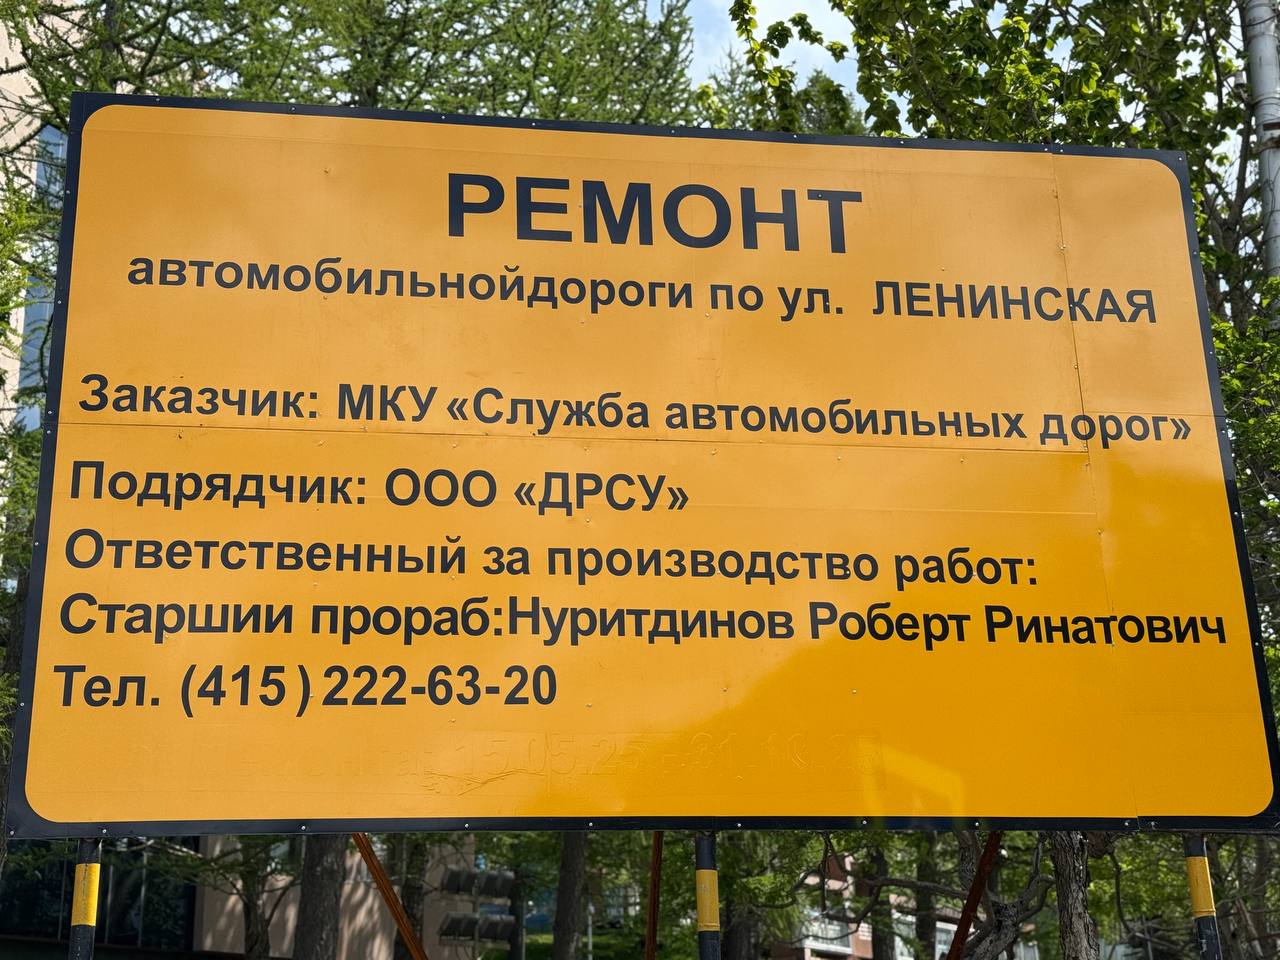 РЕМОНТ
автомобильнойдороги по ул. ЛЕНИНСКАЯ
Заказчик: МКУ «Служба автомобильных дорог»
Подрядчик: ООО «ДРСУ»
Ответственный за производство работ:
Старшии прораб:Нуритдинов Роберт Ринатович
Тел. (415) 222-63-20